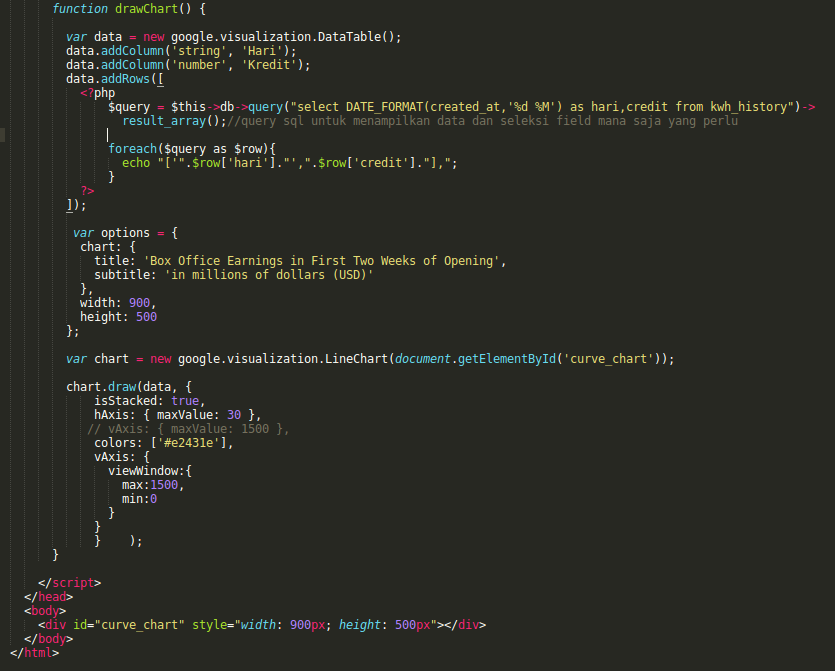 function drawChart() {
var data = new google.visualization.DataTable();
data.addColumn('string', 'Hari');
data.addColumn('number', 'Kredit');
data.addRows([
<?php
$query = $this->db->query("select DATE_FORMAT(created_at,'%d %M') as hari,credit from kwh_history")->
result_array();//query sql untuk menampilkan data dan seleksi field mana saja yang perlu
foreach($query as $row){
echo "['".$row['hari']."',".$row['credit']."],";
}
?>
]);
var options = {
chart: {
title: 'Box Office Earnings in First Two Weeks of Opening',
subtitle: 'in millions of dollars (USD)'
},
width: 900,
height: 500
};
var chart = new google.visualization.LineChart(document.getElementById('curve_chart'));
chart.draw(data, {
isStacked: true,
hAxis: { maxValue: 30 },
// vAxis: { maxValue: 1500 },
colors: ['#e2431e'],
vAxis: {
viewWindow:{
max:1500,
min:0
}
}
}    );
}
</script>
</head>
<body>
<div id="curve_chart" style="width: 900px; height: 500px"></div>
</body>
</html>